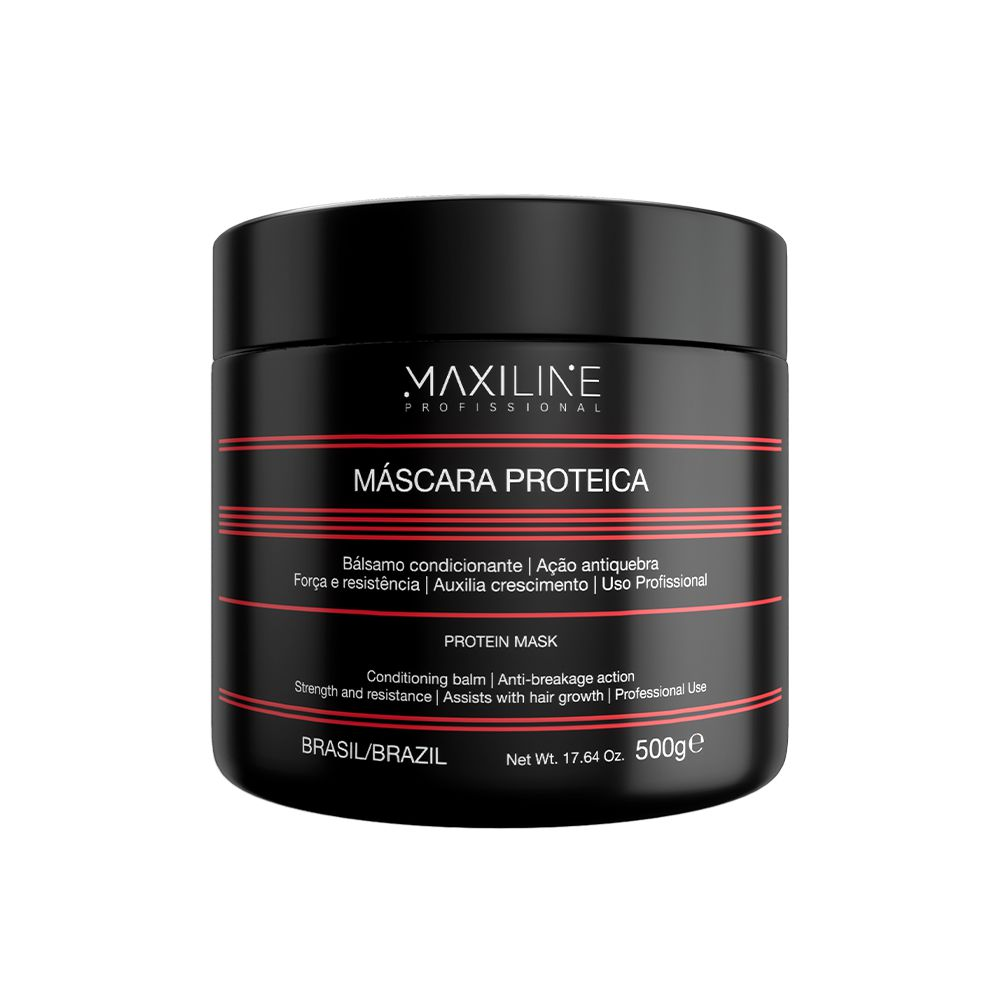 MAXILINE
PROFISSIONAL
MÁSCARA PROTEICA
Bálsamo condicionante | Ação antiquebra
Força e resistência | Auxilia crescimento | Uso Profissional
PROTEIN MASK
Conditioning balm | Anti-breakage action
Strength and resistance | Assists with hair growth | Professional Use
BRASIL/BRAZIL Net Wt. 17.64 Oz. 500g℮